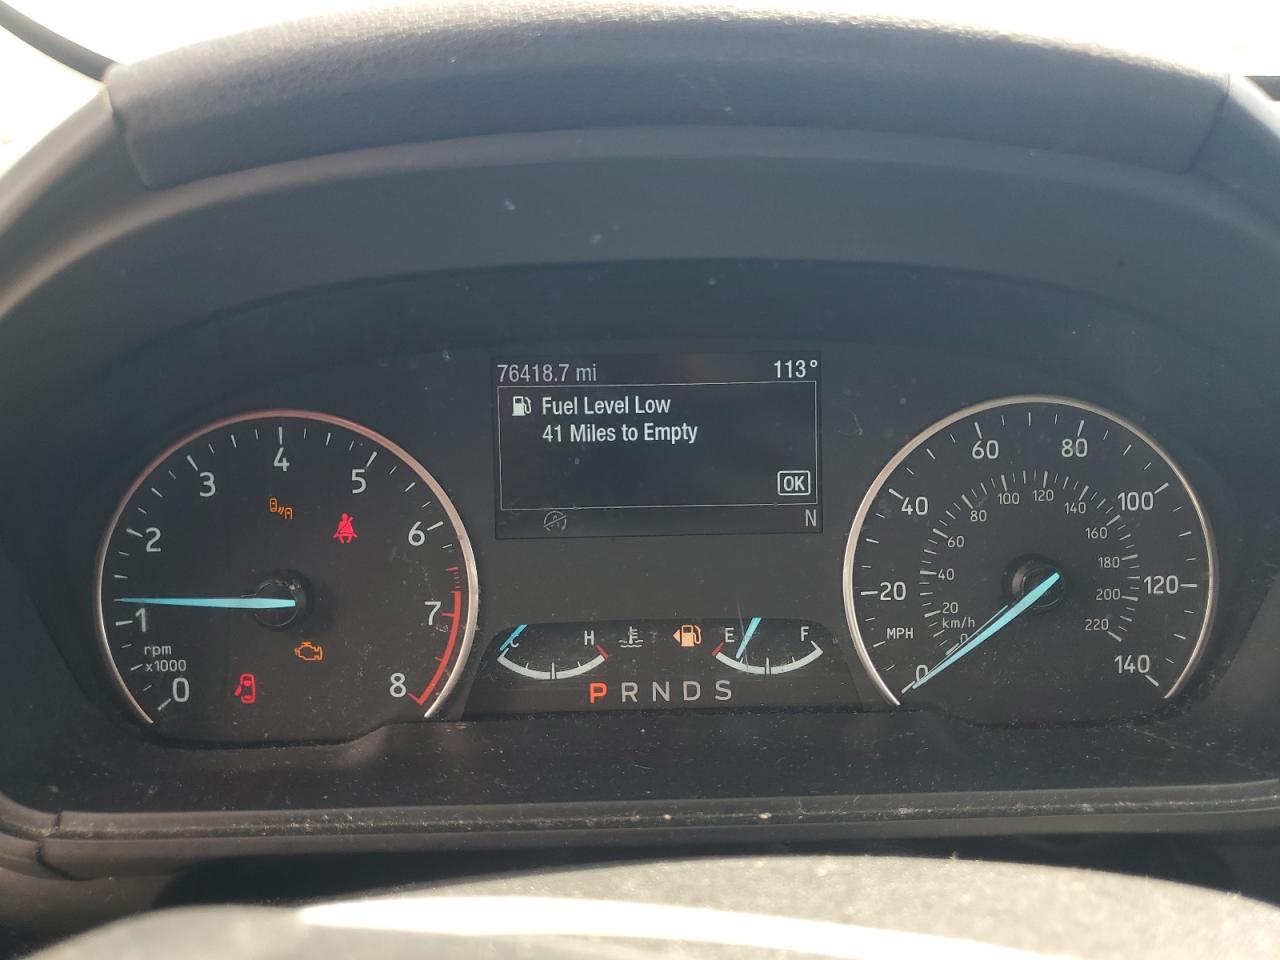 76418.7 mi 113°
Fuel Level Low
41 Miles to Empty
OK
N
0 1 2 3 4 5 6 7 8
rpm
x1000
C H
E F
P R N D S
0 20 40 60 80 100 120 140
MPH
0 20 40 60 80 100 120 140 160 180 200 220
km/h